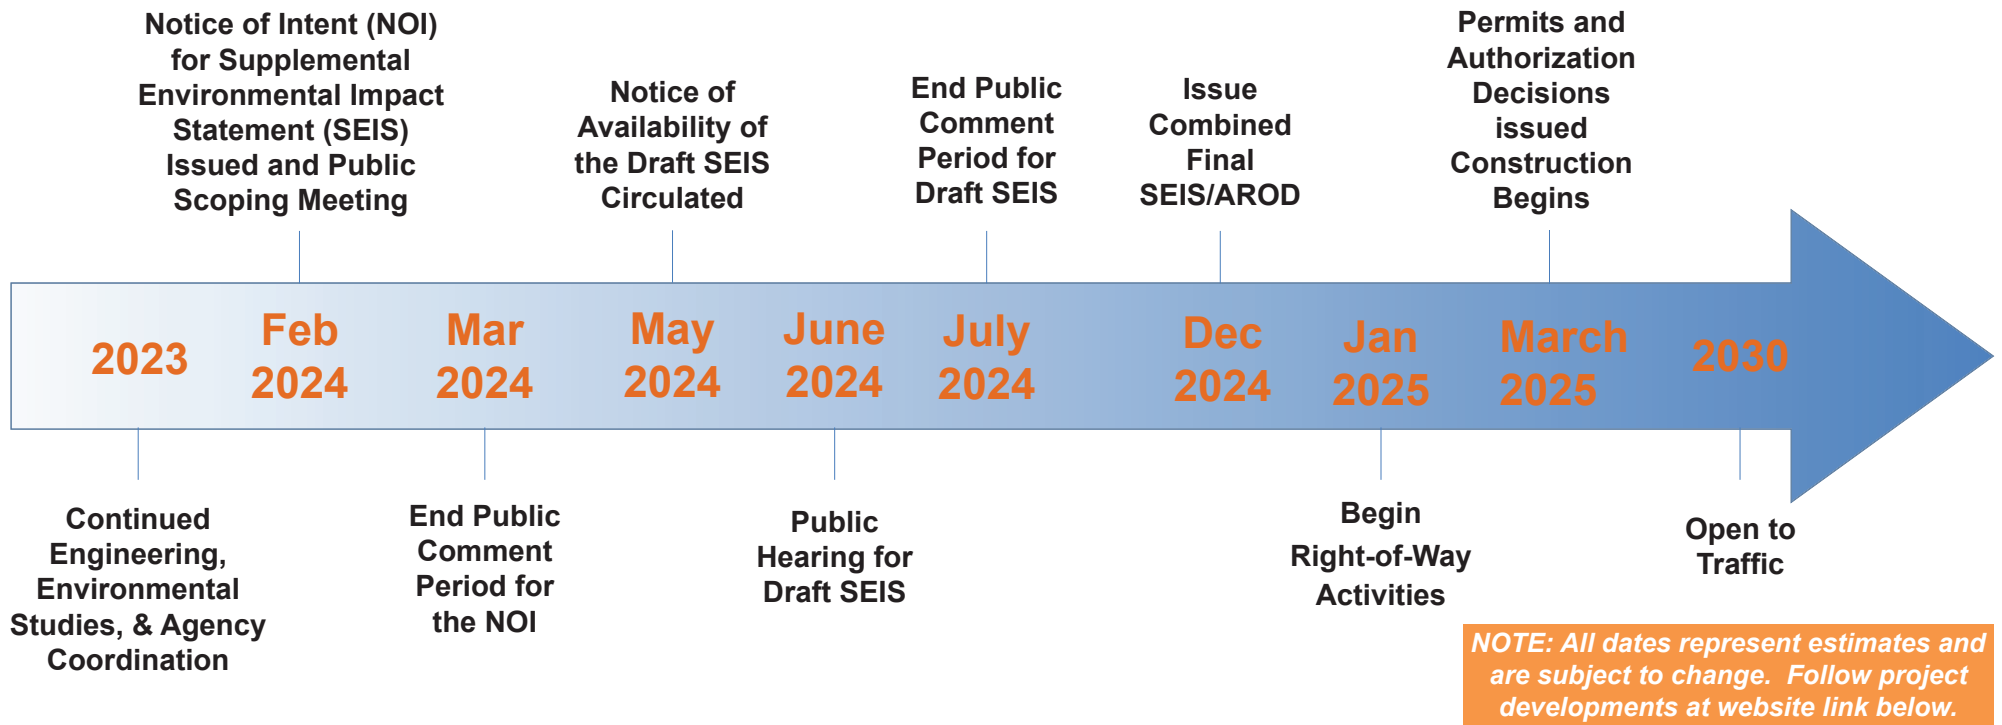 Notice of Intent (NOI)
for Supplemental
Environmental Impact
Statement (SEIS)
Issued and Public
Scoping Meeting
Notice of
Availability of
the Draft SEIS
Circulated
End Public
Comment
Period for
Draft SEIS
Issue
Combined
Final
SEIS/AROD
Permits and
Authorization
Decisions
issued
Construction
Begins
2023
Feb
2024
Mar
2024
May
2024
June
2024
July
2024
Dec
2024
Jan
2025
March
2025
2030
Continued
Engineering,
Environmental
Studies, & Agency
Coordination
End Public
Comment
Period for
the NOI
Public
Hearing for
Draft SEIS
Begin
Right-of-Way
Activities
Open to
Traffic
NOTE: All dates represent estimates and
are subject to change.  Follow project
developments at website link below.